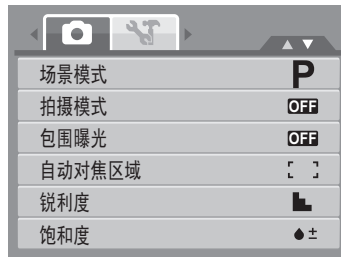 场景模式 P
拍摄模式 OFF
包围曝光 OFF
自动对焦区域
锐利度
饱和度